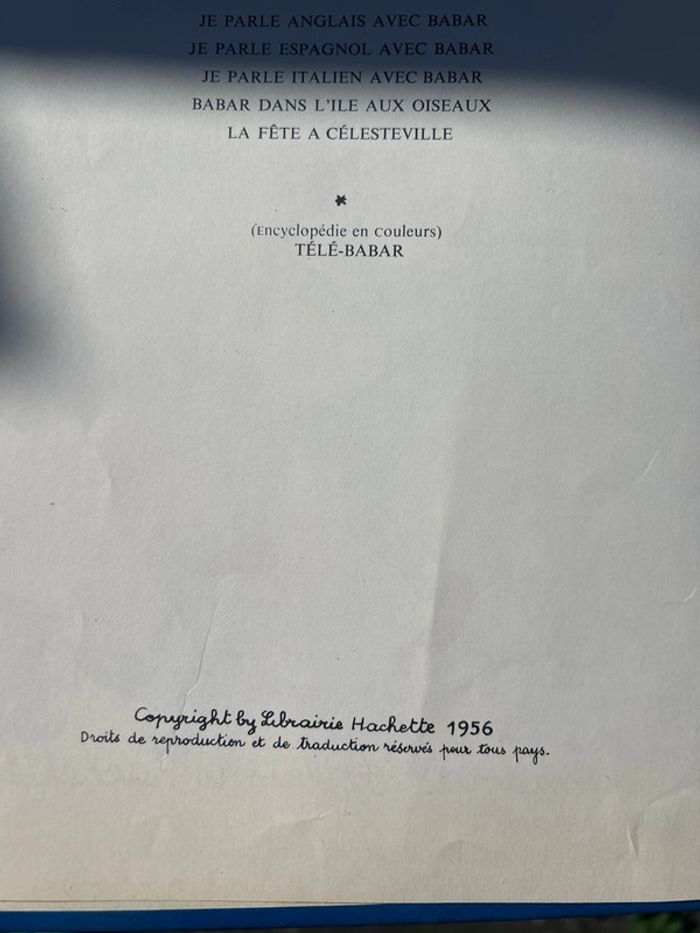 JE PARLE ANGLAIS AVEC BABAR
JE PARLE ESPAGNOL AVEC BABAR
JE PARLE ITALIEN AVEC BABAR
BABAR DANS L'ILE AUX OISEAUX
LA FÊTE A CÉLESTEVILLE
(Encyclopédie en couleurs)
TÉLÉ-BABAR
Copyright by Librairie Hachette 1956
Droits de reproduction et de traduction réservés pour tous pays.